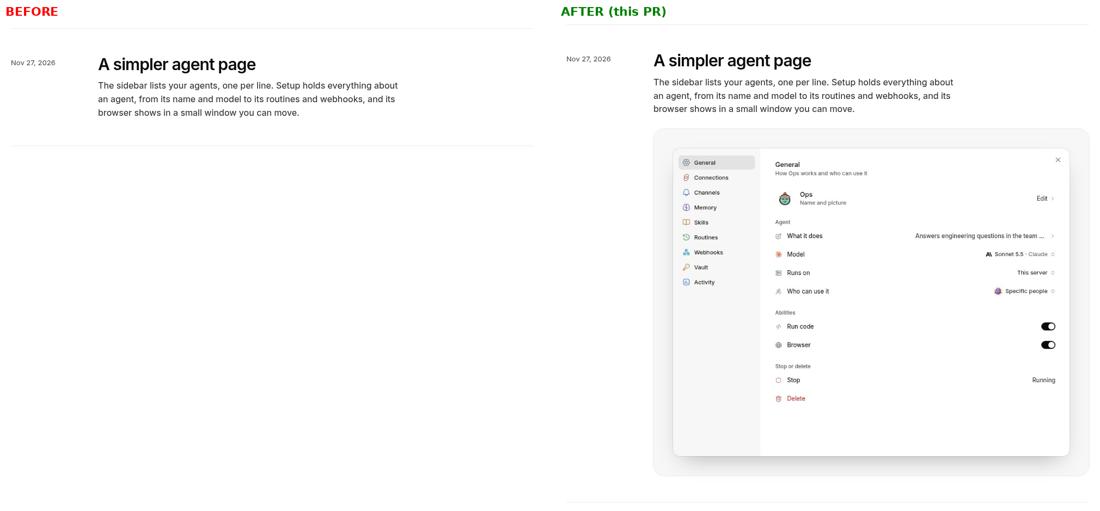 BEFORE
Nov 27, 2026
A simpler agent page
The sidebar lists your agents, one per line. Setup holds everything about
an agent, from its name and model to its routines and webhooks, and its
browser shows in a small window you can move.
AFTER (this PR)
Nov 27, 2026
A simpler agent page
The sidebar lists your agents, one per line. Setup holds everything about
an agent, from its name and model to its routines and webhooks, and its
browser shows in a small window you can move.
General
Connections
Channels
Memory
Skills
Routines
Webhooks
Vault
Activity
General
How Ops works and who can use it
Ops
Name and picture
Edit
Agent
What it does
Answers engineering questions in the team ...
Model
Sonnet 5.5 · Claude
Runs on
This server
Who can use it
Specific people
Abilities
Run code
Browser
Stop or delete
Stop
Running
Delete